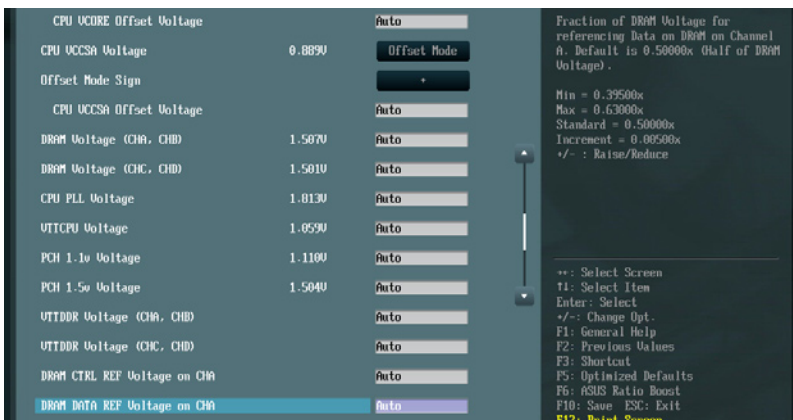 CPU VCORE Offset Voltage Auto
CPU VCCSA Voltage 0.889V Offset Mode
Offset Mode Sign +
CPU VCCSA Offset Voltage Auto
DRAM Voltage (CHA, CHB) 1.507V Auto
DRAM Voltage (CHC, CHD) 1.501V Auto
CPU PLL Voltage 1.813V Auto
VTTCPU Voltage 1.059V Auto
PCH 1.1v Voltage 1.110V Auto
PCH 1.5v Voltage 1.504V Auto
VTTDDR Voltage (CHA, CHB) Auto
VTTDDR Voltage (CHC, CHD) Auto
DRAM CTRL REF Voltage on CHA Auto
DRAM DATA REF Voltage on CHA Auto
Fraction of DRAM Voltage for
referencing Data on DRAM on Channel
A. Default is 0.50000x (Half of DRAM
Voltage).
Min = 0.39500x
Max = 0.63000x
Standard = 0.50000x
Increment = 0.00500x
+/- : Raise/Reduce
→←: Select Screen
↑↓: Select Item
Enter: Select
+/-: Change Opt.
F1: General Help
F2: Previous Values
F3: Shortcut
F5: Optimized Defaults
F6: ASUS Ratio Boost
F10: Save ESC: Exit
F12: Print Screen